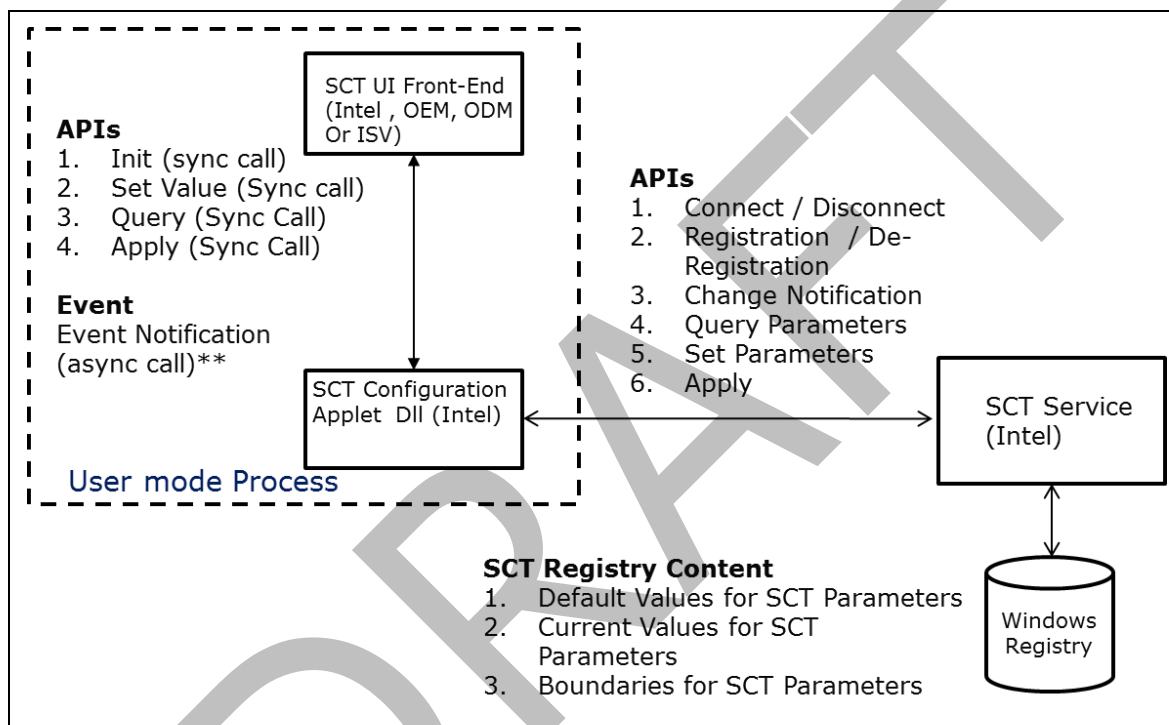 SCT UI Front-End
(Intel , OEM, ODM
Or ISV)
APIs
1. Init (sync call)
2. Set Value (Sync call)
3. Query (Sync Call)
4. Apply (Sync Call)
Event
Event Notification
(async call)**
SCT Configuration
Applet Dll (Intel)
User mode Process
APIs
1. Connect / Disconnect
2. Registration / De-
Registration
3. Change Notification
4. Query Parameters
5. Set Parameters
6. Apply
SCT Service
(Intel)
SCT Registry Content
1. Default Values for SCT Parameters
2. Current Values for SCT
Parameters
3. Boundaries for SCT Parameters
Windows
Registry
DRAFT